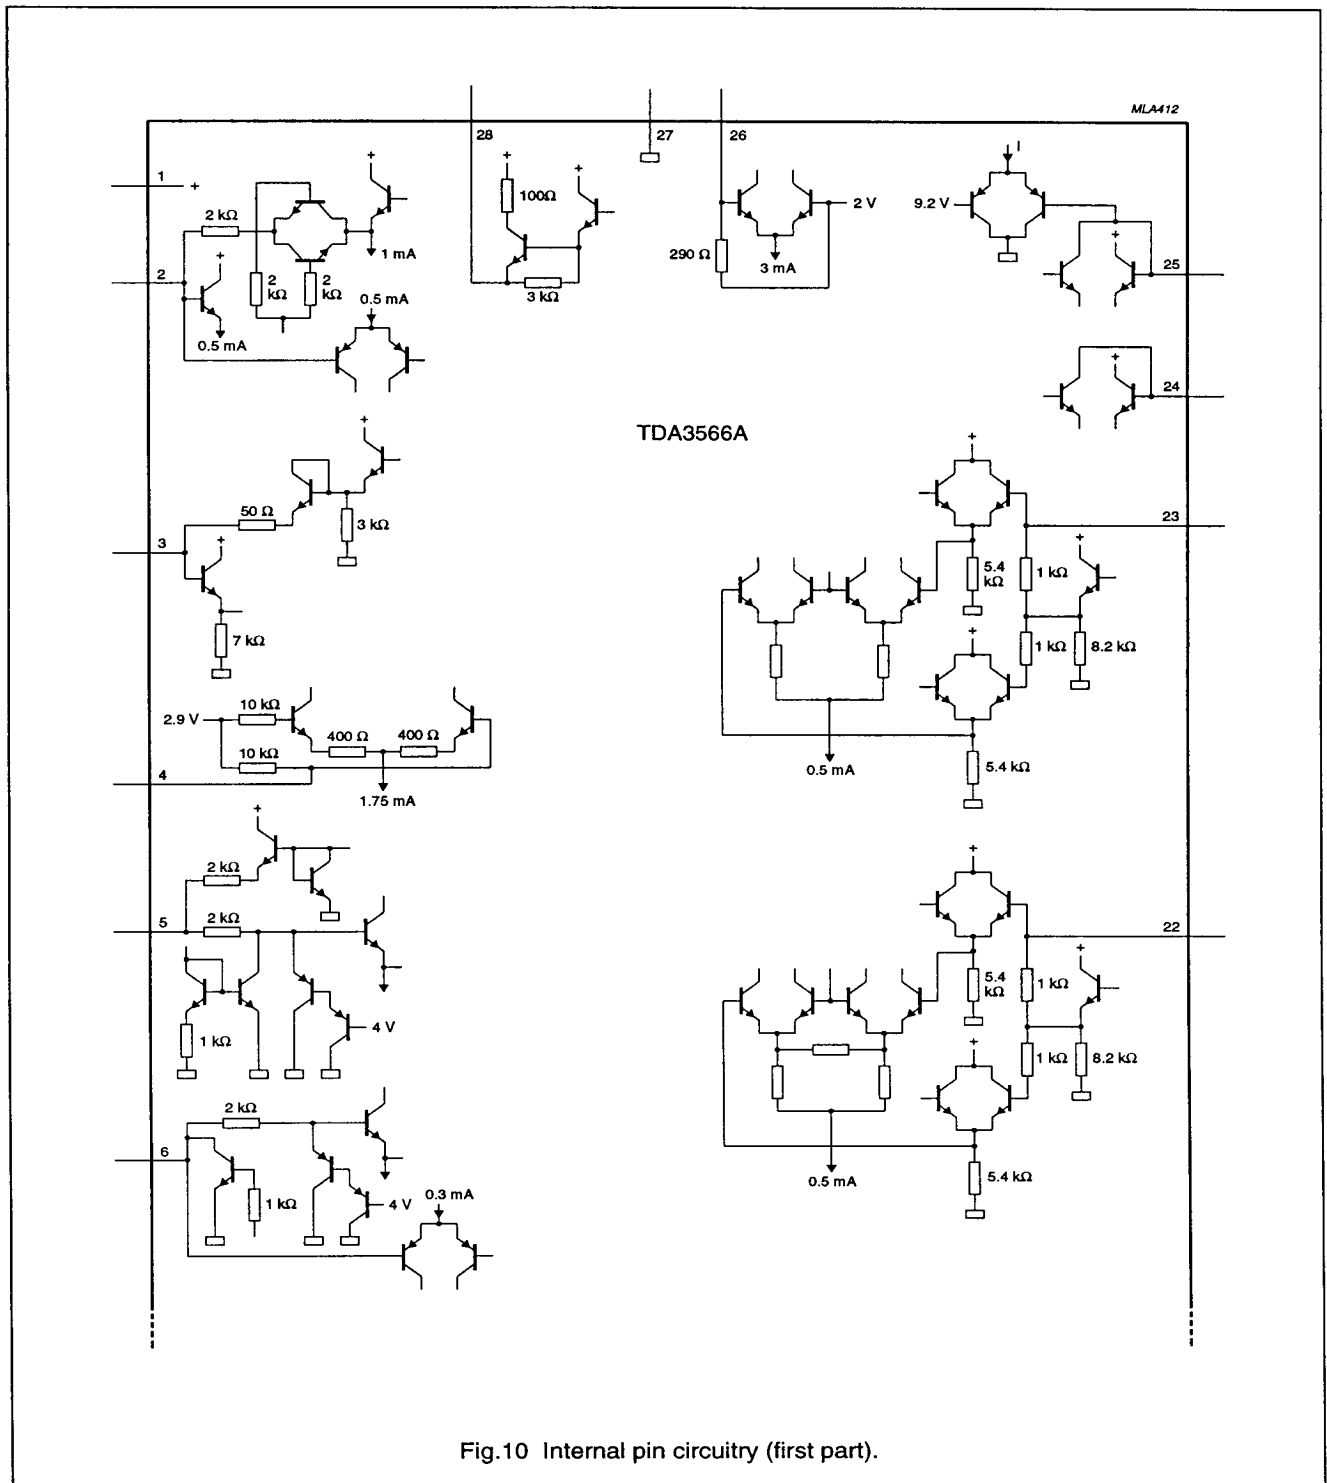 MLA412
28
27
26
1
+
+
2 kΩ
1 mA
2
+
2 kΩ
2 kΩ
0.5 mA
0.5 mA
+
100Ω
+
3 kΩ
290 Ω
2 V
3 mA
I
9.2 V
+
25
+
24
TDA3566A
+
50 Ω
3 kΩ
3
+
7 kΩ
2.9 V
10 kΩ
10 kΩ
400 Ω
400 Ω
4
1.75 mA
+
23
5.4 kΩ
1 kΩ
+
+
1 kΩ
8.2 kΩ
0.5 mA
5.4 kΩ
+
2 kΩ
5
2 kΩ
1 kΩ
4 V
+
22
5.4 kΩ
1 kΩ
+
+
1 kΩ
8.2 kΩ
0.5 mA
5.4 kΩ
2 kΩ
6
1 kΩ
4 V
0.3 mA
Fig.10 Internal pin circuitry (first part).